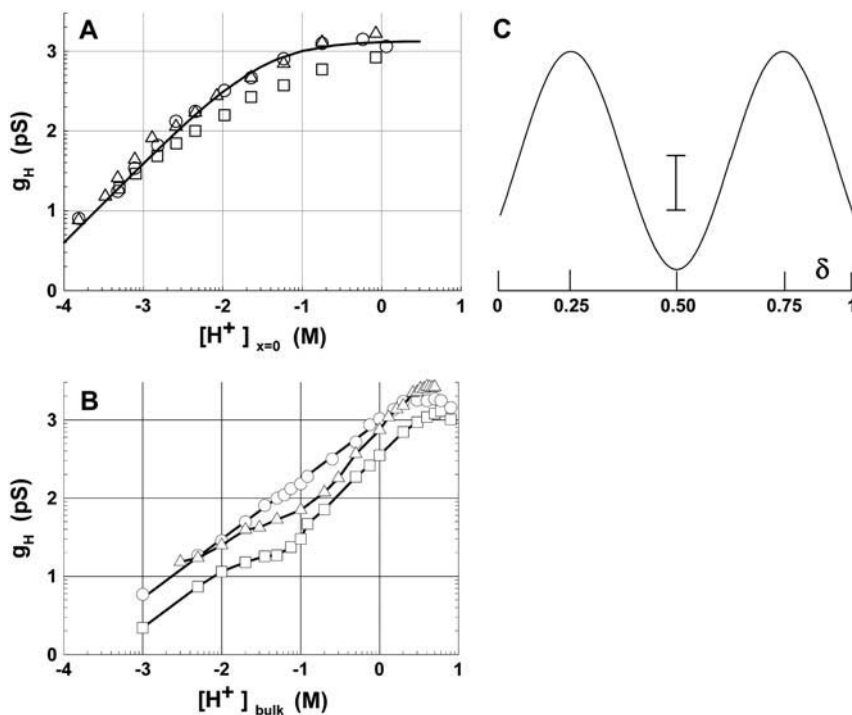 A
g_H (pS)
3
2
1
0
-4 -3 -2 -1 0 1
[H+]x=0 (M)
C
δ
0 0.25 0.50 0.75 1
B
g_H (pS)
3
2
1
0
-4 -3 -2 -1 0 1
[H+]bulk (M)